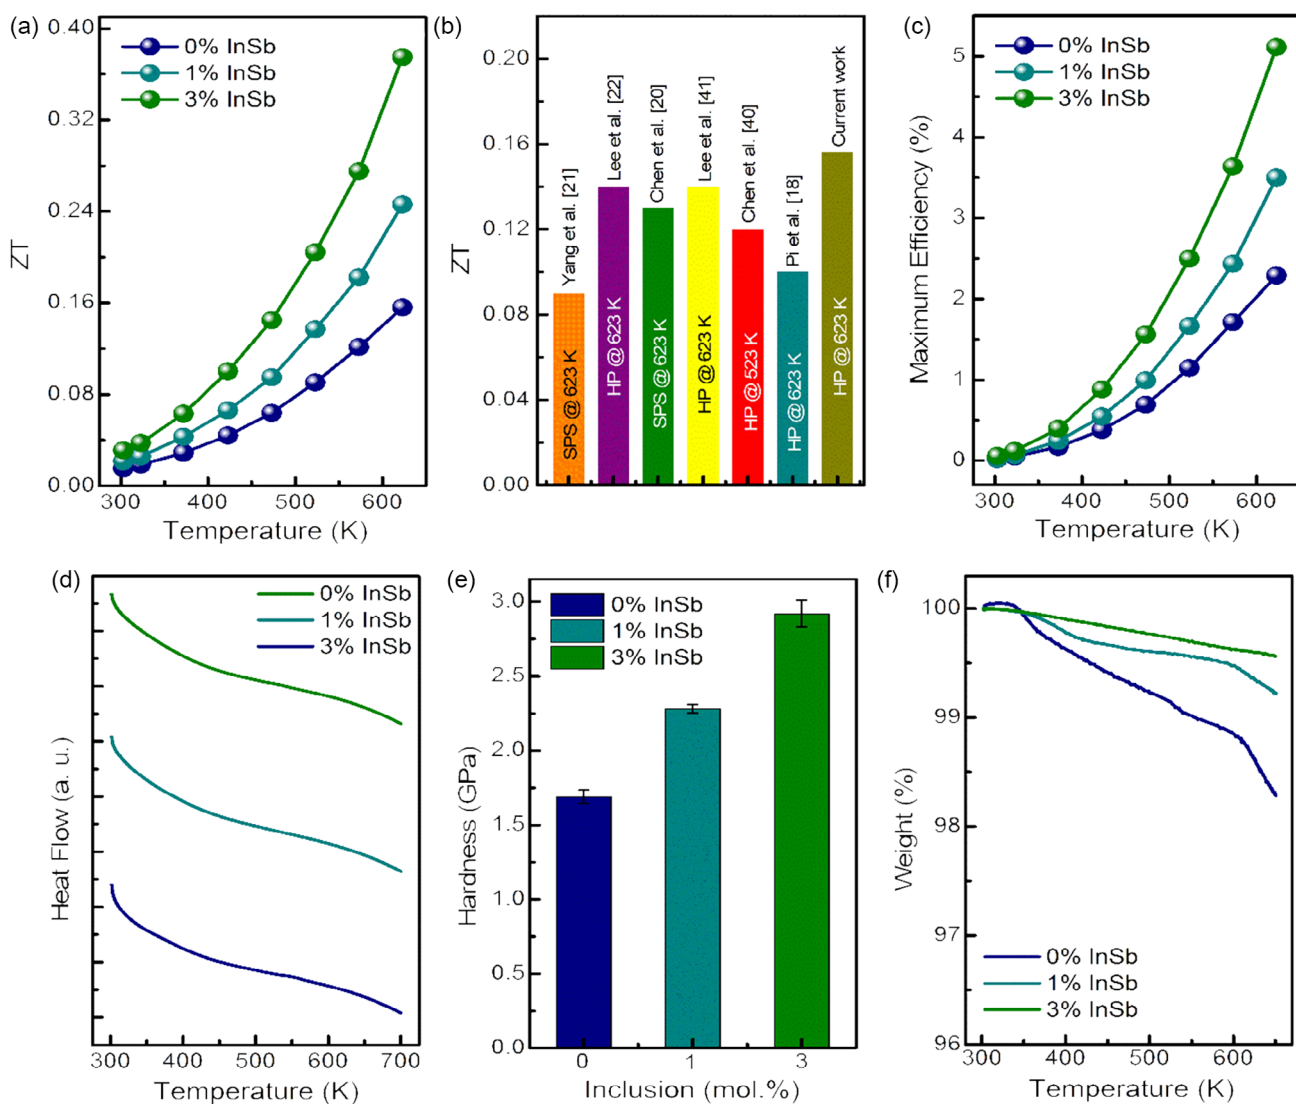 (a)
0.40
0.32
0.24
0.16
0.08
0.00
ZT
0% InSb
1% InSb
3% InSb
300
400
500
600
Temperature (K)
(b)
0.20
0.16
0.12
0.08
0.04
0.00
ZT
Yang et al. [21]
SPS @ 623 K
Lee et al. [22]
HP @ 623 K
Chen et al. [20]
SPS @ 623 K
Lee et al. [41]
HP @ 623 K
Chen et al. [40]
HP @ 523 K
Pi et al. [18]
HP @ 623 K
Current work
HP @ 623 K
(c)
5
4
3
2
1
0
Maximum Efficiency (%)
0% InSb
1% InSb
3% InSb
300
400
500
600
Temperature (K)
(d)
Heat Flow (a. u.)
0% InSb
1% InSb
3% InSb
300
400
500
600
700
Temperature (K)
(e)
3.0
2.5
2.0
1.5
1.0
0.5
0.0
Hardness (GPa)
0% InSb
1% InSb
3% InSb
0
1
3
Inclusion (mol.%)
(f)
100
99
98
97
96
Weight (%)
0% InSb
1% InSb
3% InSb
300
400
500
600
Temperature (K)